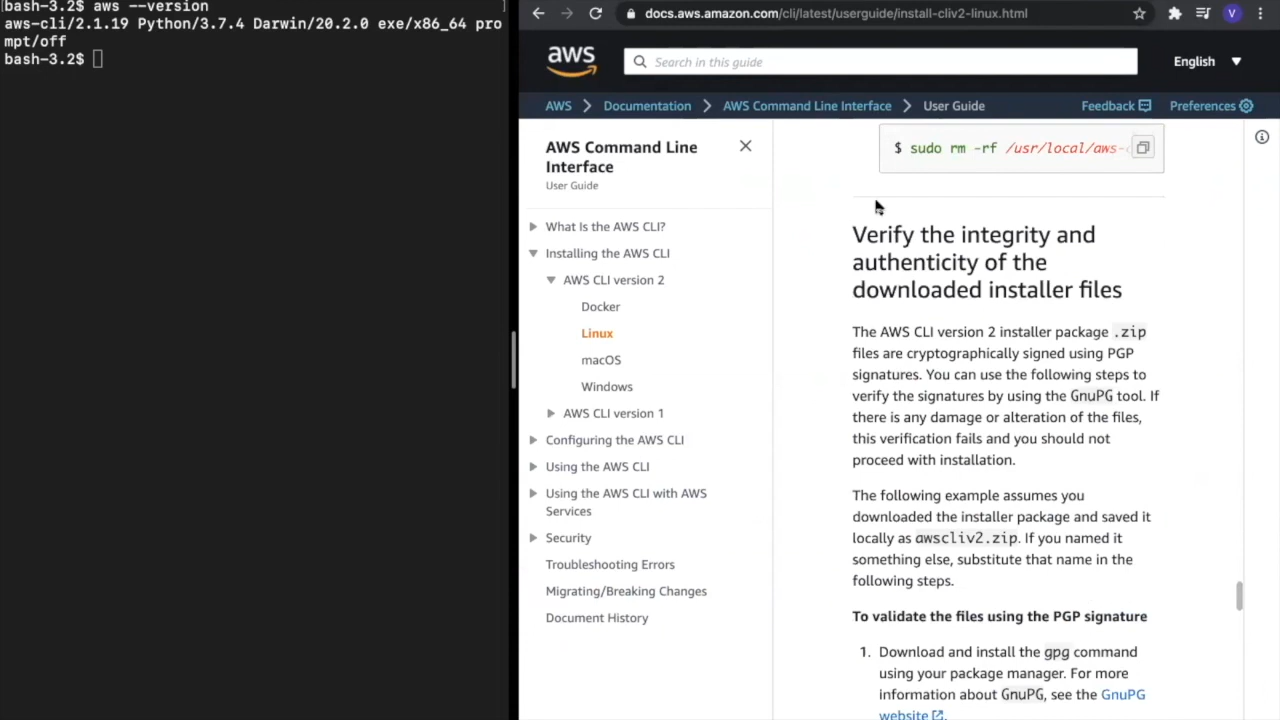 bash-3.2$ aws --version
aws-cli/2.1.19 Python/3.7.4 Darwin/20.2.0 exe/x86_64 pro
mpt/off
bash-3.2$
docs.aws.amazon.com/cli/latest/userguide/install-cliv2-linux.html
V
aws
Search in this guide
English
AWS > Documentation > AWS Command Line Interface > User Guide
Feedback
Preferences
AWS Command Line
Interface
User Guide
What Is the AWS CLI?
Installing the AWS CLI
AWS CLI version 2
Docker
Linux
macOS
Windows
AWS CLI version 1
Configuring the AWS CLI
Using the AWS CLI
Using the AWS CLI with AWS
Services
Security
Troubleshooting Errors
Migrating/Breaking Changes
Document History
$ sudo rm -rf /usr/local/aws-
Verify the integrity and
authenticity of the
downloaded installer files
The AWS CLI version 2 installer package .zip
files are cryptographically signed using PGP
signatures. You can use the following steps to
verify the signatures by using the GnuPG tool. If
there is any damage or alteration of the files,
this verification fails and you should not
proceed with installation.
The following example assumes you
downloaded the installer package and saved it
locally as awscliv2.zip. If you named it
something else, substitute that name in the
following steps.
To validate the files using the PGP signature
1. Download and install the gpg command
using your package manager. For more
information about GnuPG, see the GnuPG
website.